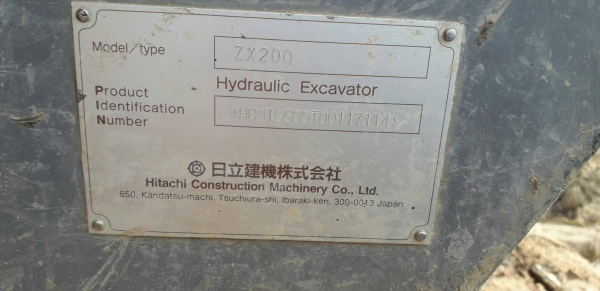 Model/type ZX200
Hydraulic Excavator
Product
Identification
Number
日立建機株式会社
Hitachi Construction Machinery Co., Ltd.
650, Kandatsu-machi, Tsuchiura-shi, Ibaraki-ken, 300-0013 Japan